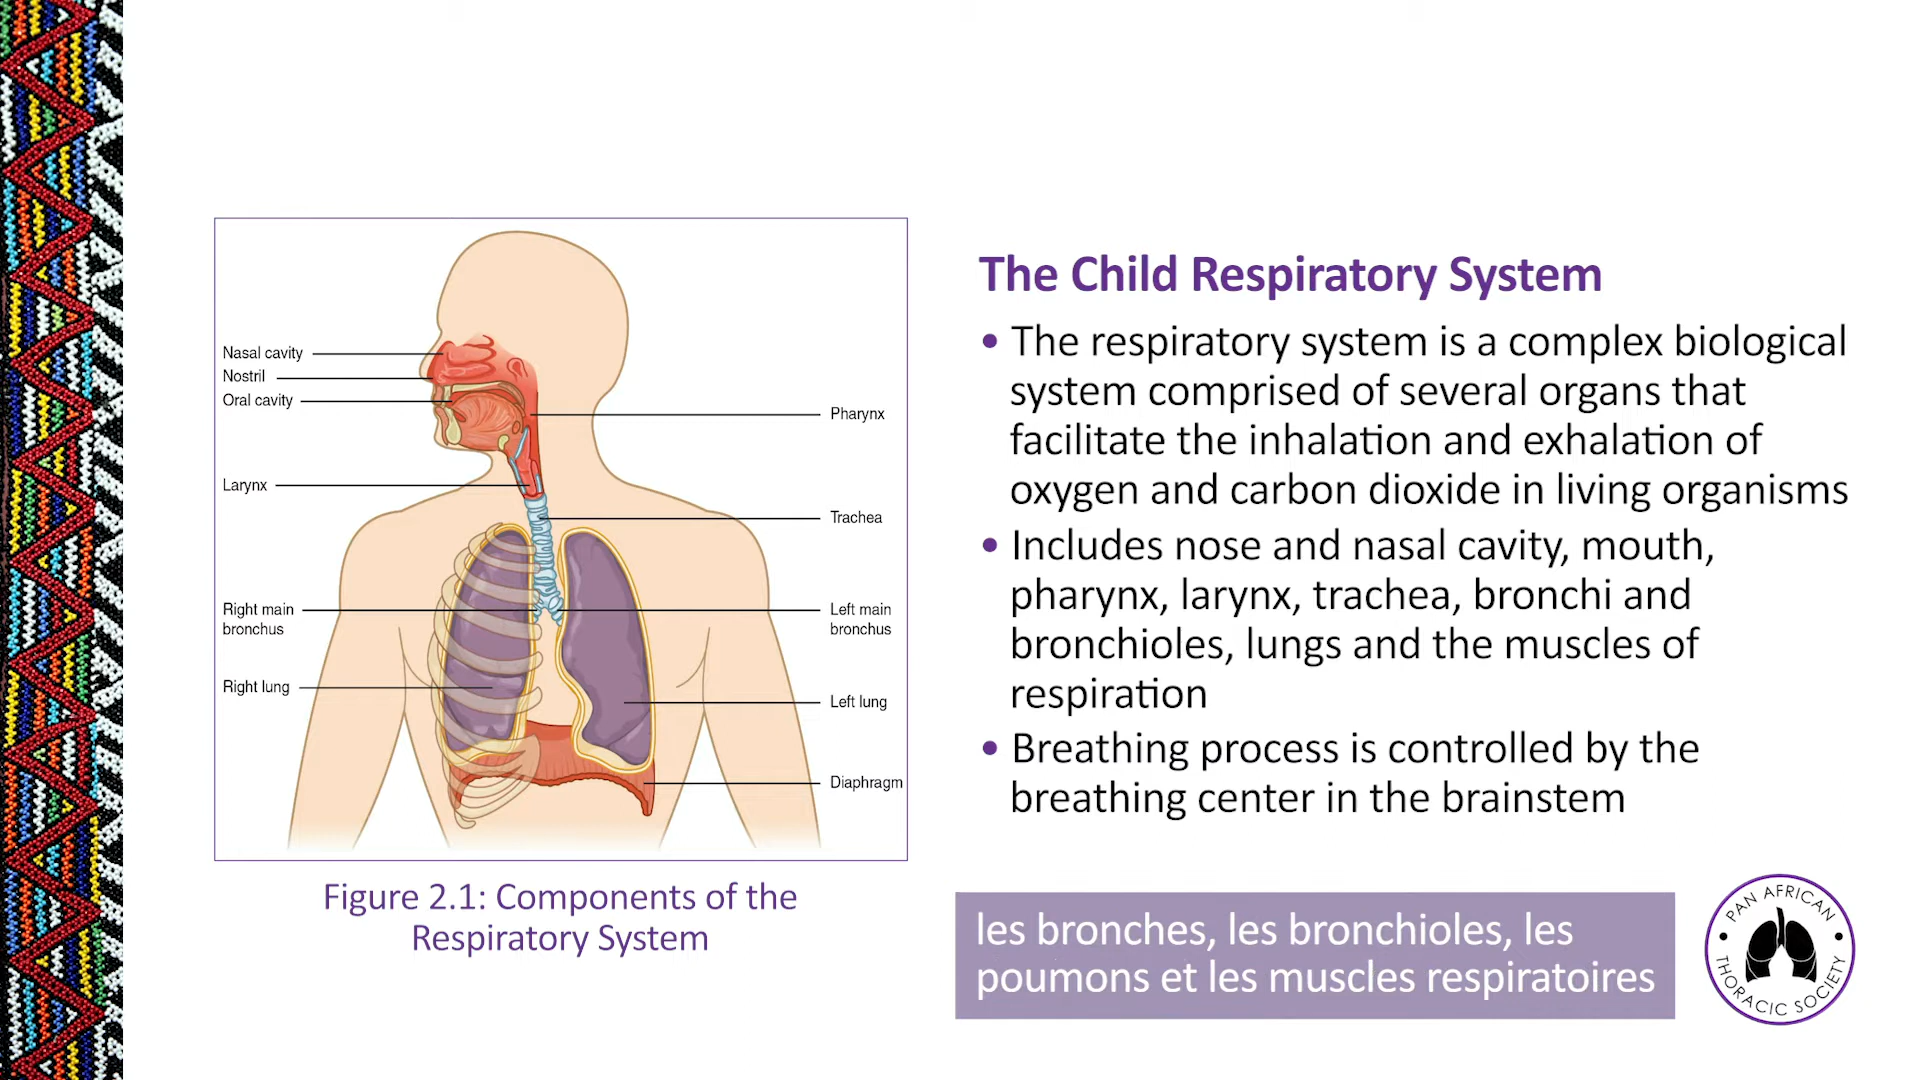 Nasal cavity
Nostril
Oral cavity
Pharynx
Larynx
Trachea
Right main
bronchus
Left main
bronchus
Right lung
Left lung
Diaphragm
Figure 2.1: Components of the
Respiratory System
The Child Respiratory System
• The respiratory system is a complex biological
system comprised of several organs that
facilitate the inhalation and exhalation of
oxygen and carbon dioxide in living organisms
• Includes nose and nasal cavity, mouth,
pharynx, larynx, trachea, bronchi and
bronchioles, lungs and the muscles of
respiration
• Breathing process is controlled by the
breathing center in the brainstem
les bronches, les bronchioles, les
poumons et les muscles respiratoires
PAN AFRICAN
THORACIC SOCIETY